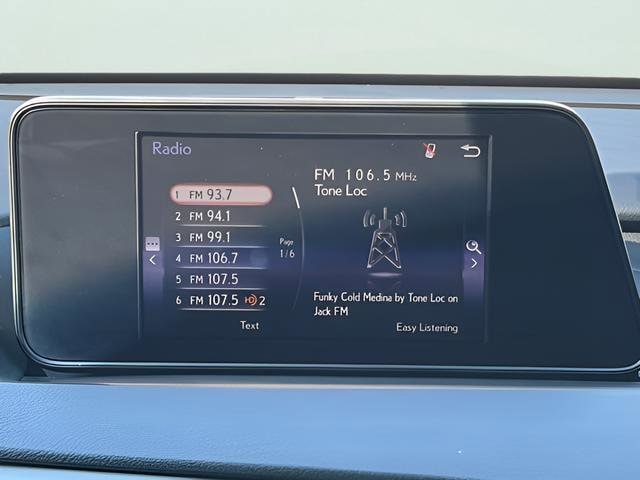 Radio
FM 106.5 MHz
Tone Loc
1 FM 93.7
2 FM 94.1
3 FM 99.1
4 FM 106.7
5 FM 107.5
6 FM 107.5 HD 2
Page
1/6
Funky Cold Medina by Tone Loc on
Jack FM
Text
Easy Listening